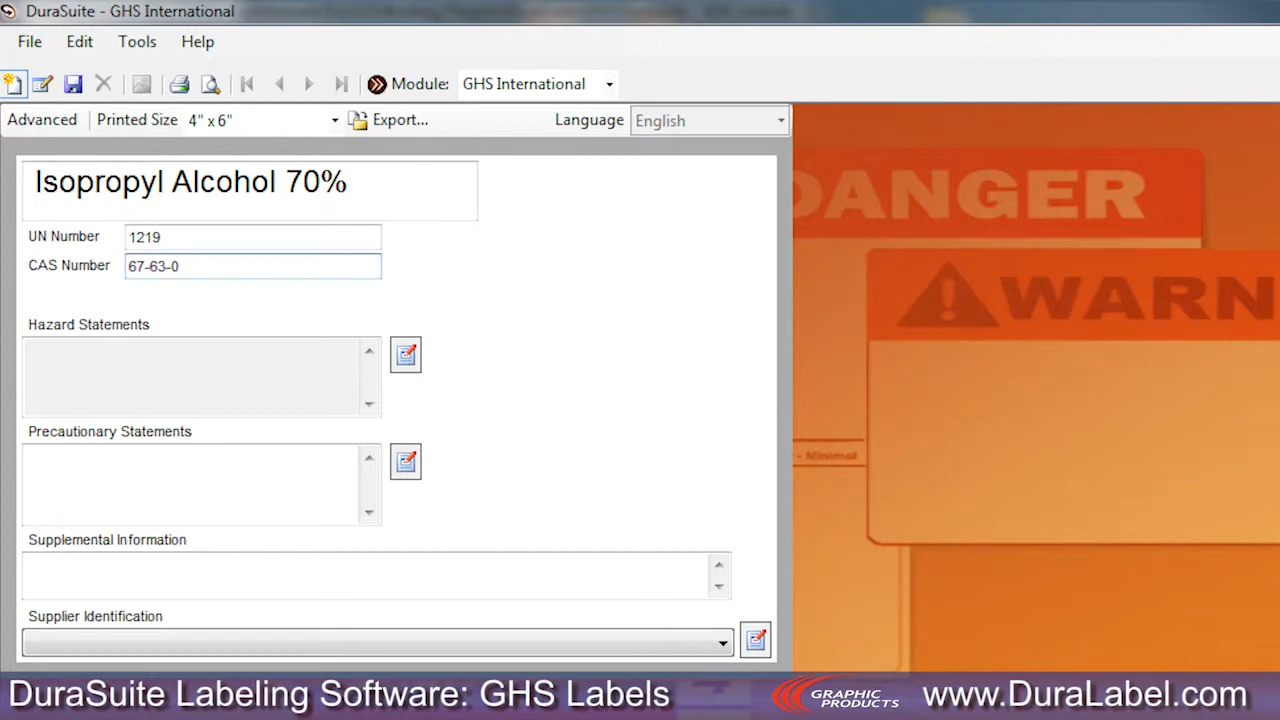 DuraSuite - GHS Labels
File Edit Tools Help
Module: GHS International
Advanced Printed Size 4" x 6" Export... Language English
Isopropyl Alcohol 70%
UN Number 1219
CAS Number 67-63-0
Hazard Statements
Precautionary Statements
Supplemental Information
Supplier Identification
DANGER
WARN
- Minimal
DuraSuite Labeling Software: GHS Labels GRAPHIC PRODUCTS www.DuraLabel.com